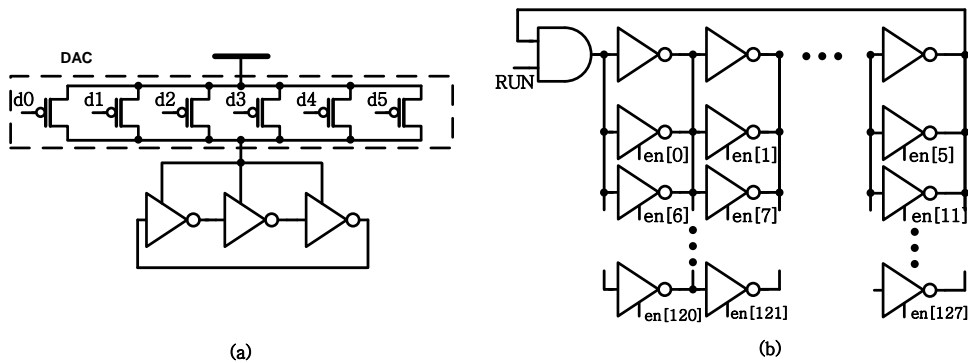 DAC
d0 d1 d2 d3 d4 d5
(a)
RUN
en[0] en[1] en[5]
en[6] en[7] en[11]
en[120] en[121] en[127]
(b)